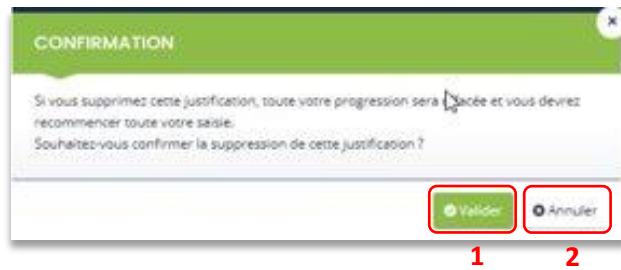 CONFIRMATION
Si vous supprimez cette justification, toute votre progression sera effacée et vous devrez
recommencer toute votre saisie.
Souhaitez-vous confirmer la suppression de cette justification ?
Valider Annuler
1 2